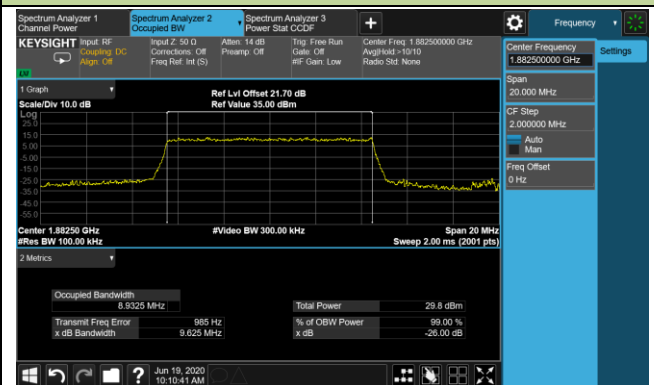 Spectrum Analyzer 1
Channel Power
Spectrum Analyzer 2
Occupied BW
Spectrum Analyzer 3
Power Stat CCDF
+
Frequency
KEYSIGHT
Input: RF
Coupling: DC
Align: Off
Input Z: 50 Ω
Corrections: Off
Freq Ref: Int (S)
Atten: 14 dB
Preamp: Off
Trig: Free Run
Gate: Off
#IF Gain: Low
Center Freq: 1.882500000 GHz
Avg|Hold:>10/10
Radio Std: None
Center Frequency
1.882500000 GHz
Settings
Span
20.000 MHz
CF Step
2.000000 MHz
Auto
Man
Freq Offset
0 Hz
1 Graph
Scale/Div 10.0 dB
Ref Lvl Offset 21.70 dB
Ref Value 35.00 dBm
Log
25.0
15.0
5.00
-5.00
-15.0
-25.0
-35.0
-45.0
-55.0
Center 1.88250 GHz
#Res BW 100.00 kHz
#Video BW 300.00 kHz
Span 20 MHz
Sweep 2.00 ms (2001 pts)
2 Metrics
Occupied Bandwidth
8.9325 MHz
Total Power 29.8 dBm
Transmit Freq Error 985 Hz
% of OBW Power 99.00 %
x dB Bandwidth 9.625 MHz
x dB -26.00 dB
?
Jun 19, 2020
10:10:41 AM